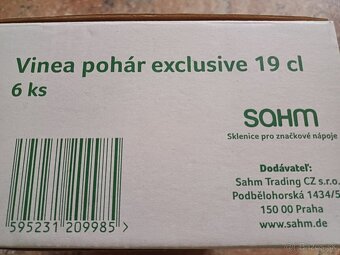 Vinea pohár exclusive 19 cl
6 ks
sahm
Sklenice pro značkové nápoje
Dodávateľ:
Sahm Trading CZ s.r.o.
Podbělohorská 1434/5
150 00 Praha
www.sahm.de
595231 209985>